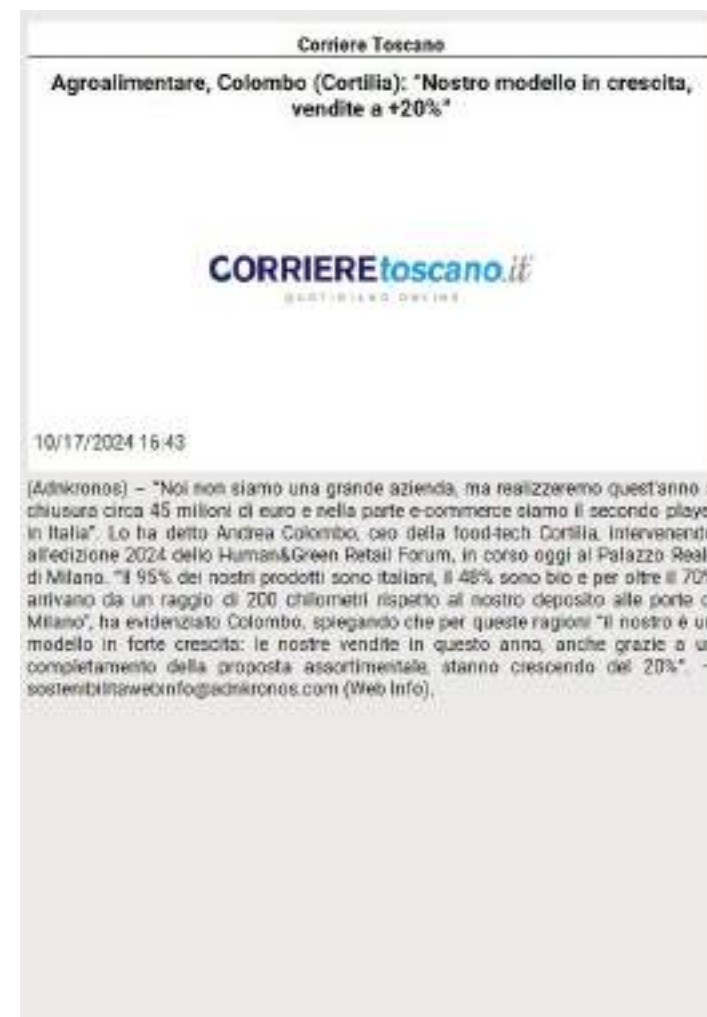 Corriere Toscano
Agroalimentare, Colombo (Cortilia): "Nostro modello in crescita,
vendite a +20%"
CORRIEREtoscano.it
QUOTIDIANO ONLINE
10/17/2024 16:43
(Adnkronos) – "Noi non siamo una grande azienda, ma realizzeremo quest'anno
chiusura circa 45 milioni di euro e nella parte e-commerce siamo il secondo playe
in Italia". Lo ha detto Andrea Colombo, ceo della food-tech Cortilia, intervenendo
all'edizione 2024 dello Human&Green Retail Forum, in corso oggi al Palazzo Real
di Milano. "Il 95% dei nostri prodotti sono italiani, il 48% sono bio e per oltre il 70%
arrivano da un raggio di 200 chilometri rispetto al nostro deposito alle porte d
Milano", ha evidenziato Colombo, spiegando che per queste ragioni "il nostro è un
modello in forte crescita: le nostre vendite in questo anno, anche grazie a un
completamento della proposta assortimentale, stanno crescendo del 20%". –
sostenibilitawebinfo@adnkronos.com (Web Info).